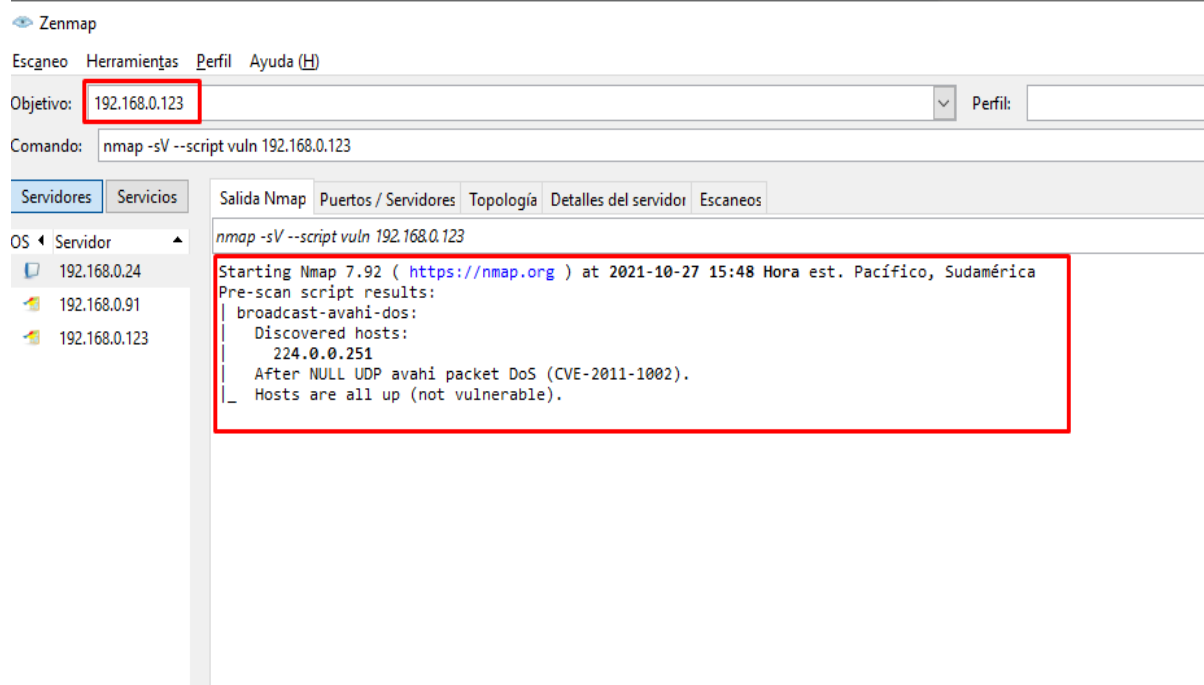 Zenmap
Escaneo Herramientas Perfil Ayuda (H)
Objetivo: 192.168.0.123 Perfil:
Comando: nmap -sV --script vuln 192.168.0.123
Servidores Servicios Salida Nmap Puertos / Servidores Topología Detalles del servidor Escaneos
OS Servidor
nmap -sV --script vuln 192.168.0.123
192.168.0.24
192.168.0.91
192.168.0.123
Starting Nmap 7.92 ( https://nmap.org ) at 2021-10-27 15:48 Hora est. Pacífico, Sudamérica
Pre-scan script results:
| broadcast-avahi-dos:
|   Discovered hosts:
|     224.0.0.251
|   After NULL UDP avahi packet DoS (CVE-2011-1002).
|_  Hosts are all up (not vulnerable).